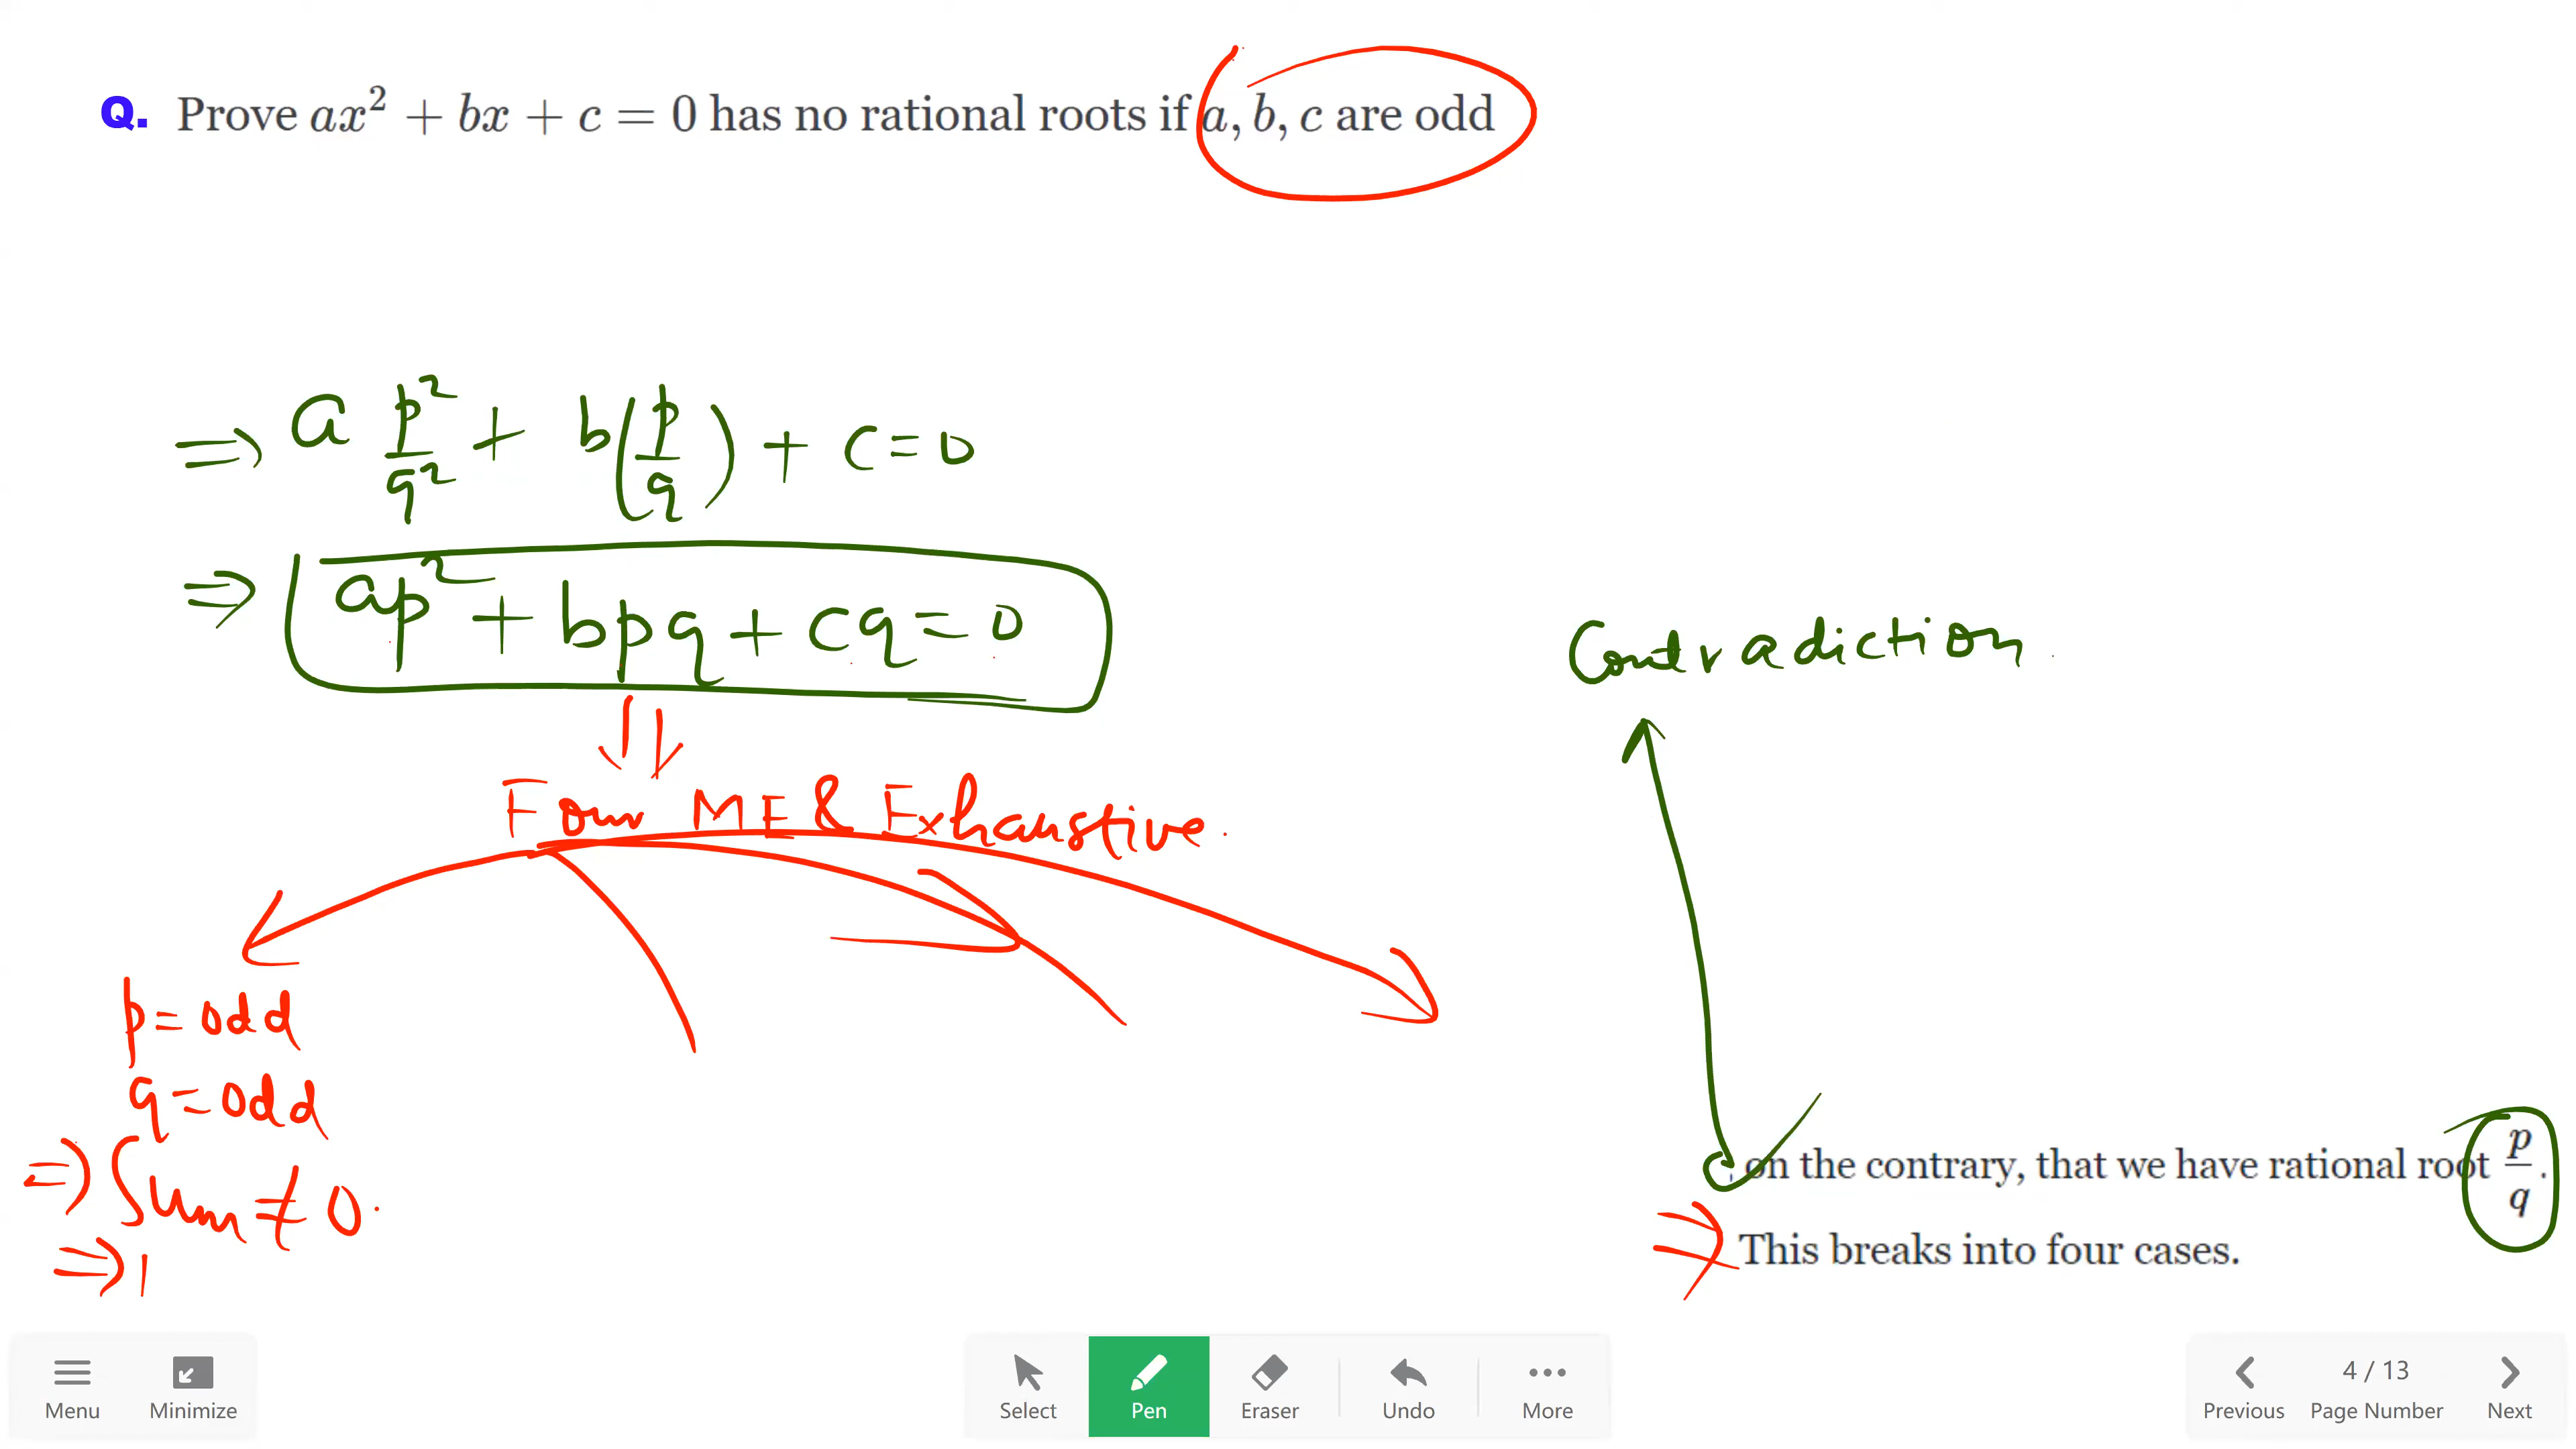 Q. Prove ax² + bx + c = 0 has no rational roots if a, b, c are odd
⇒ a p²/q² + b(p/q) + c = 0
⇒ ap² + bpq + cq = 0
Contradiction
Four ME & Exhaustive.
p = odd
q = odd
⇒ Sum ≠ 0.
⇒ 1
on the contrary, that we have rational root p/q.
⇒ This breaks into four cases.
Menu Minimize Select Pen Eraser Undo More Previous 4 / 13 Page Number Next